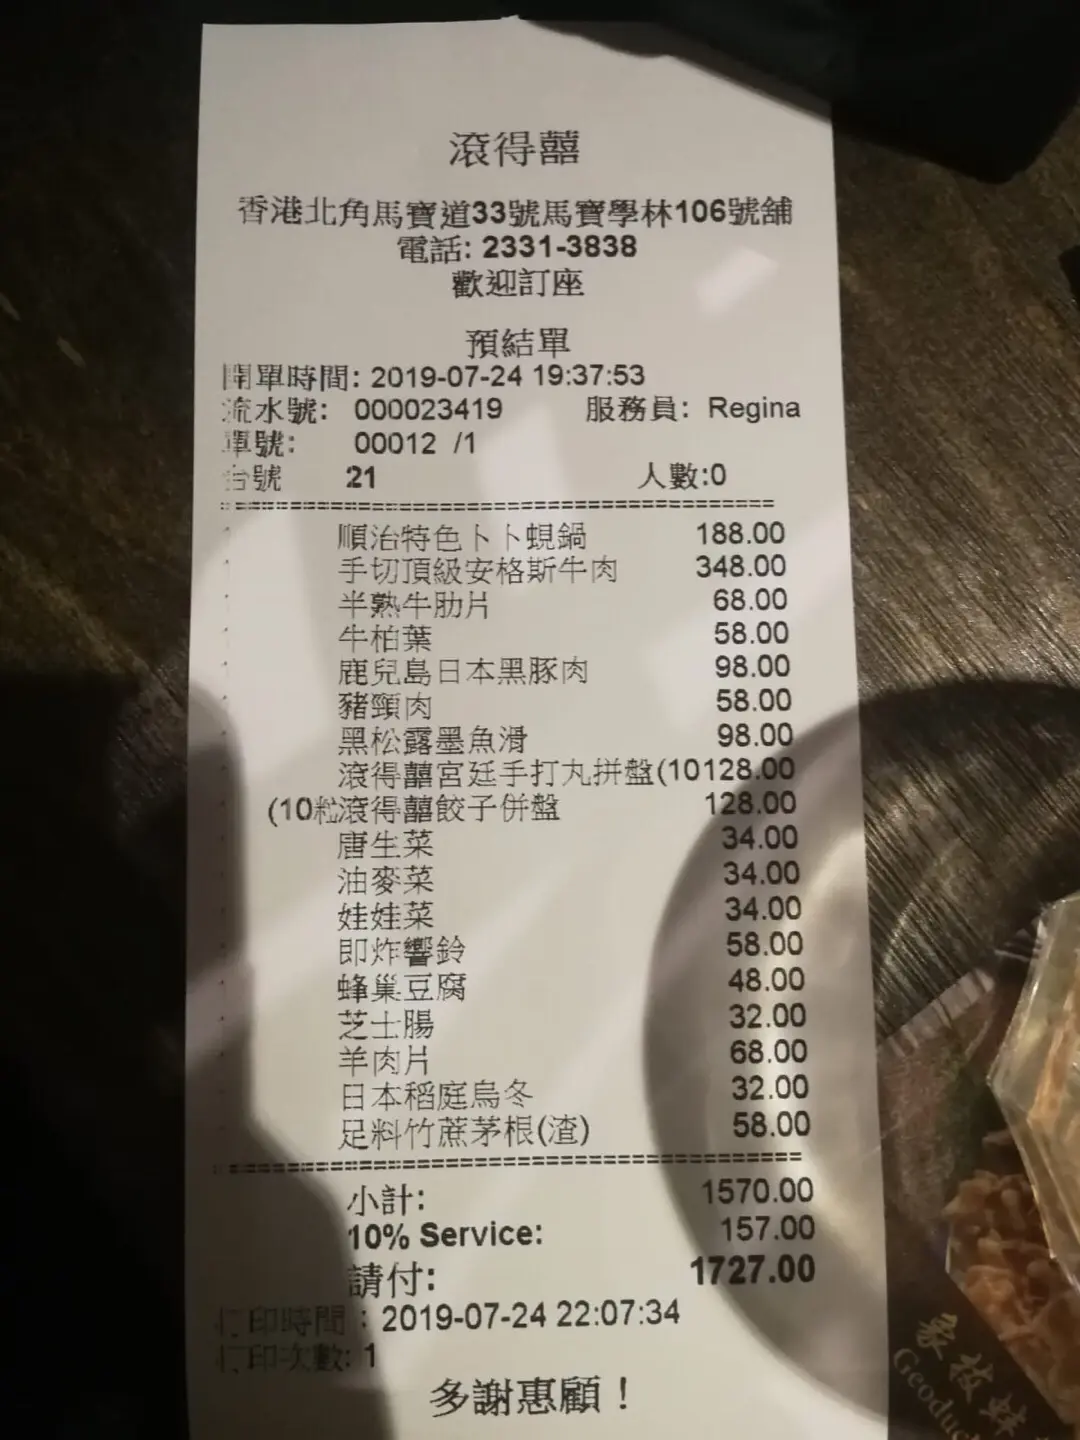 滾得囍
香港北角馬寶道33號馬寶學林106號舖
電話: 2331-3838
歡迎訂座
預結單
開單時間: 2019-07-24 19:37:53
流水號: 000023419 服務員: Regina
單號: 00012 /1
台號 21 人數:0
順治特色卜卜蜆鍋 188.00
手切頂級安格斯牛肉 348.00
半熟牛肋片 68.00
牛柏葉 58.00
鹿兒島日本黑豚肉 98.00
豬頸肉 58.00
黑松露墨魚滑 98.00
滾得囍宮廷手打丸拼盤(10128.00
(10粒滾得囍餃子併盤 128.00
唐生菜 34.00
油麥菜 34.00
娃娃菜 34.00
即炸響鈴 58.00
蜂巢豆腐 48.00
芝士腸 32.00
羊肉片 68.00
日本稻庭烏冬 32.00
足料竹蔗茅根(渣) 58.00
小計: 1570.00
10% Service: 157.00
請付: 1727.00
打印時間: 2019-07-24 22:07:34
打印次數: 1
多謝惠顧！
象拔蚌